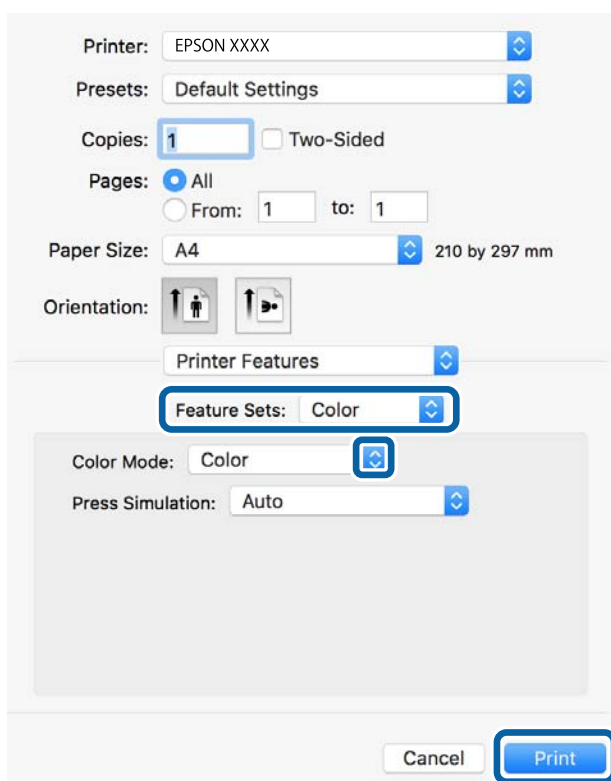 Printer: EPSON XXXX
Presets: Default Settings
Copies: 1 Two-Sided
Pages: All
From: 1 to: 1
Paper Size: A4 210 by 297 mm
Orientation:
Printer Features
Feature Sets: Color
Color Mode: Color
Press Simulation: Auto
Cancel Print